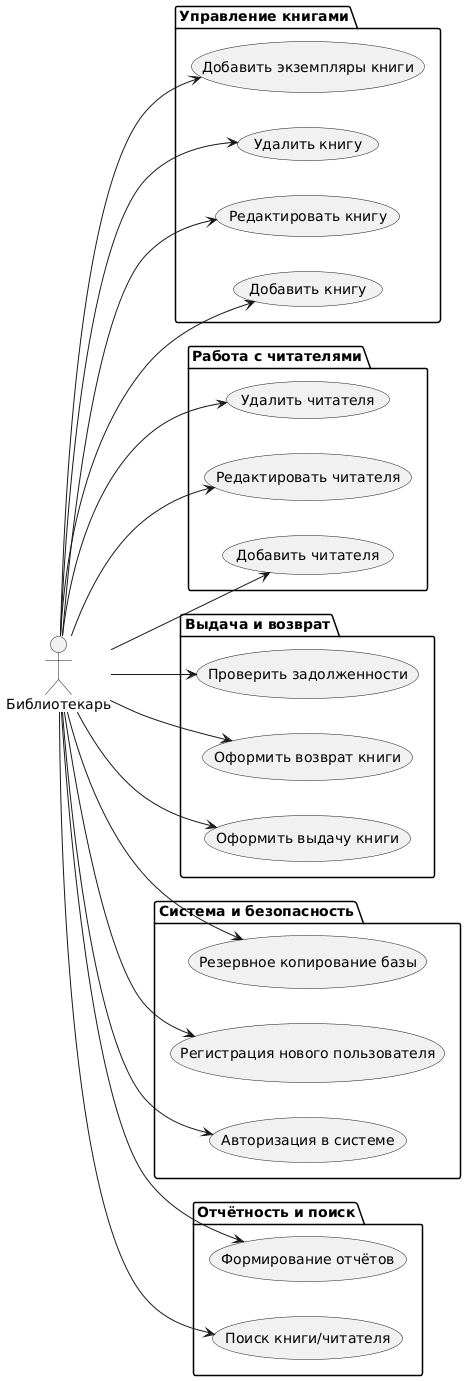 Управление книгами
Добавить экземпляры книги
Удалить книгу
Редактировать книгу
Добавить книгу
Работа с читателями
Удалить читателя
Редактировать читателя
Добавить читателя
Библиотекарь
Выдача и возврат
Проверить задолженности
Оформить возврат книги
Оформить выдачу книги
Система и безопасность
Резервное копирование базы
Регистрация нового пользователя
Авторизация в системе
Отчётность и поиск
Формирование отчётов
Поиск книги/читателя